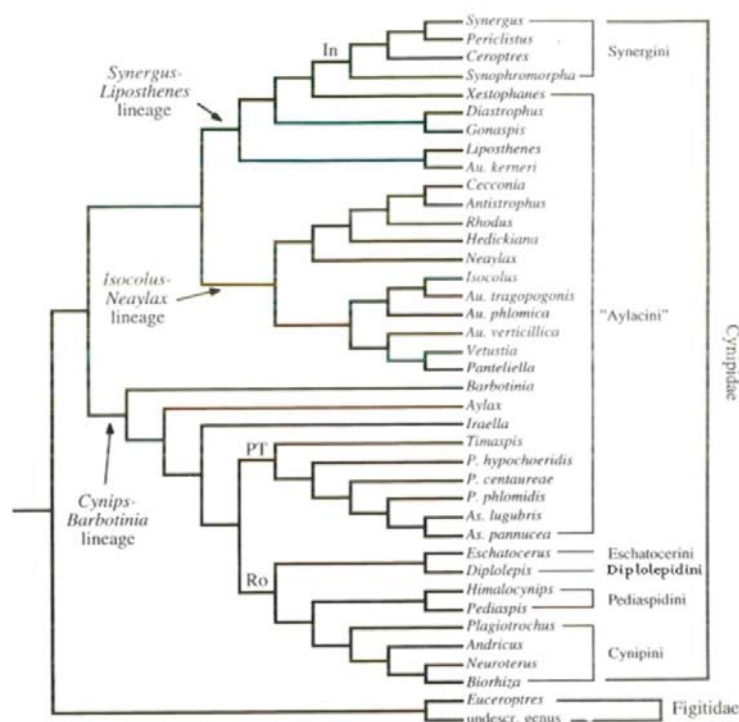 Synergus
Periclistus
In
Ceroptres
Synophromorpha
Synergini
Synergus-
Liposthenes
lineage
Xestophanes
Diastrophus
Gonaspis
Liposthenes
Au. kerneri
Cecconia
Antistrophus
Rhodus
Hedickiana
Neaylax
Isocolus-
Neaylax
lineage
Isocolus
Au. tragopogonis
Au. phlomica
Au. verticillica
Vetustia
Panteliella
"Aylacini"
Cynipidae
Barbotinia
Aylax
Iraella
PT
Timaspis
P. hypochoeridis
P. centaureae
P. phlomidis
As. lugubris
As. pannucea
Cynips-
Barbotinia
lineage
Ro
Eschatocerus
Eschatocerini
Diplolepis
Diplolepidini
Himalocynips
Pediaspis
Pediaspidini
Plagiotrochus
Andricus
Neuroterus
Biorhiza
Cynipini
Euceroptres
undescr. genus
Figitidae